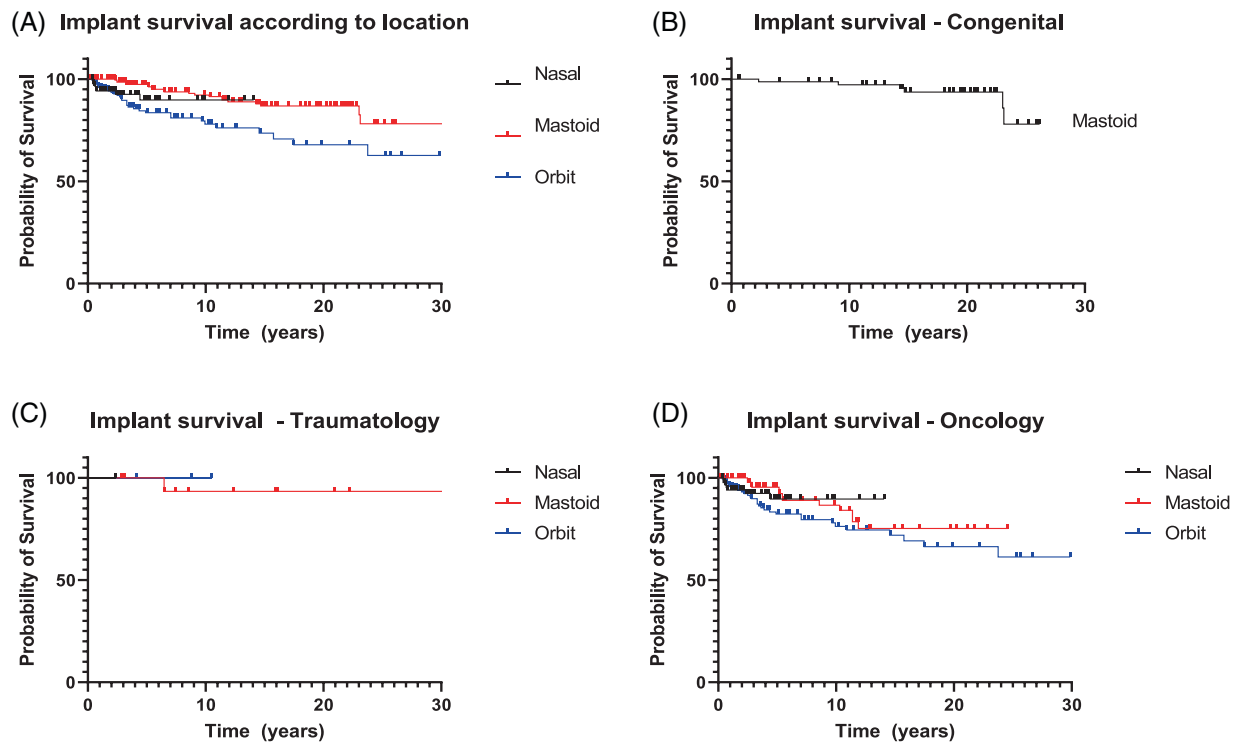 (A) Implant survival according to location
Probability of Survival
100
50
0
0 10 20 30
Time (years)
Nasal
Mastoid
Orbit
(B) Implant survival - Congenital
Probability of Survival
100
50
0
0 10 20 30
Time (years)
Mastoid
(C) Implant survival - Traumatology
Probability of Survival
100
50
0
0 10 20 30
Time (years)
Nasal
Mastoid
Orbit
(D) Implant survival - Oncology
Probability of Survival
100
50
0
0 10 20 30
Time (years)
Nasal
Mastoid
Orbit